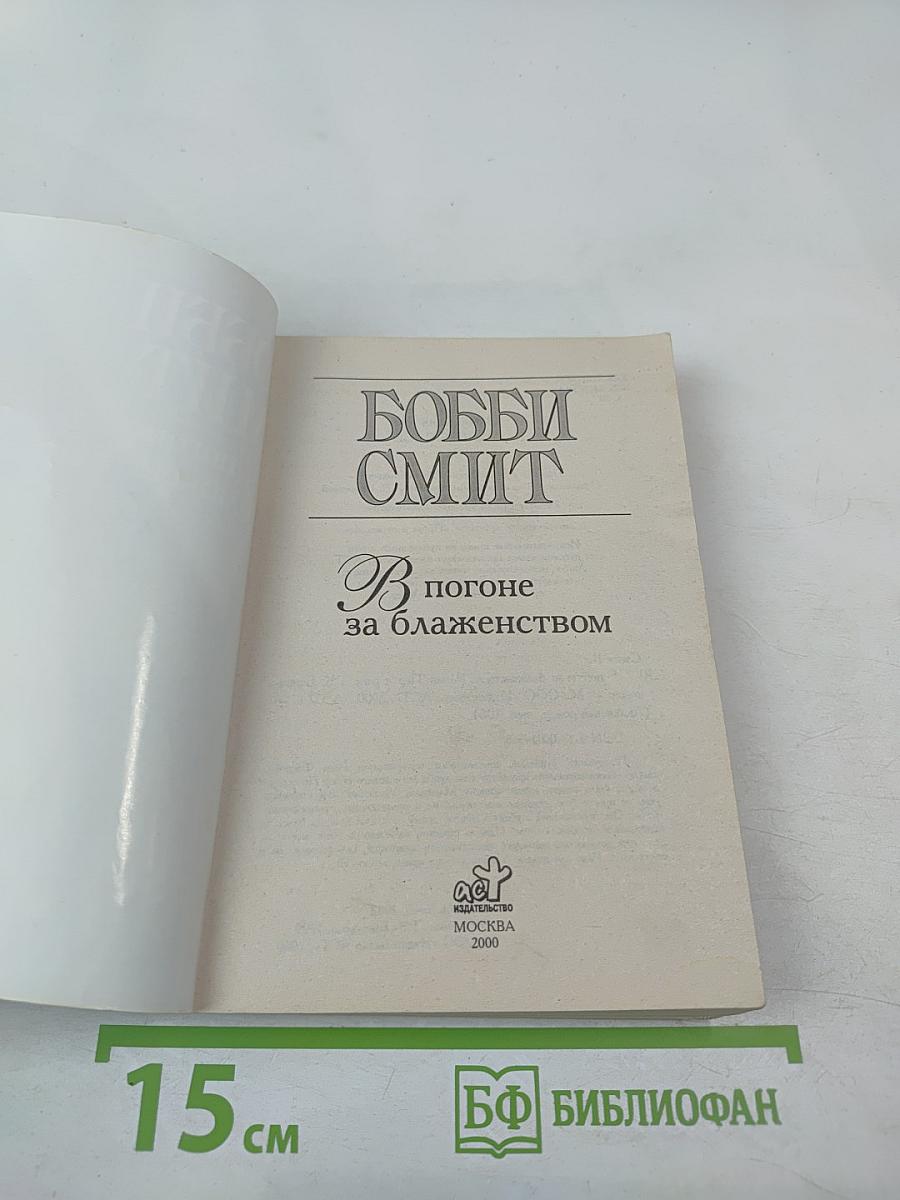 БОББИ
СМИТ
В погоне
за блаженством
аст
ИЗДАТЕЛЬСТВО
МОСКВА
2000
15 см
БФ БИБЛИОФАН